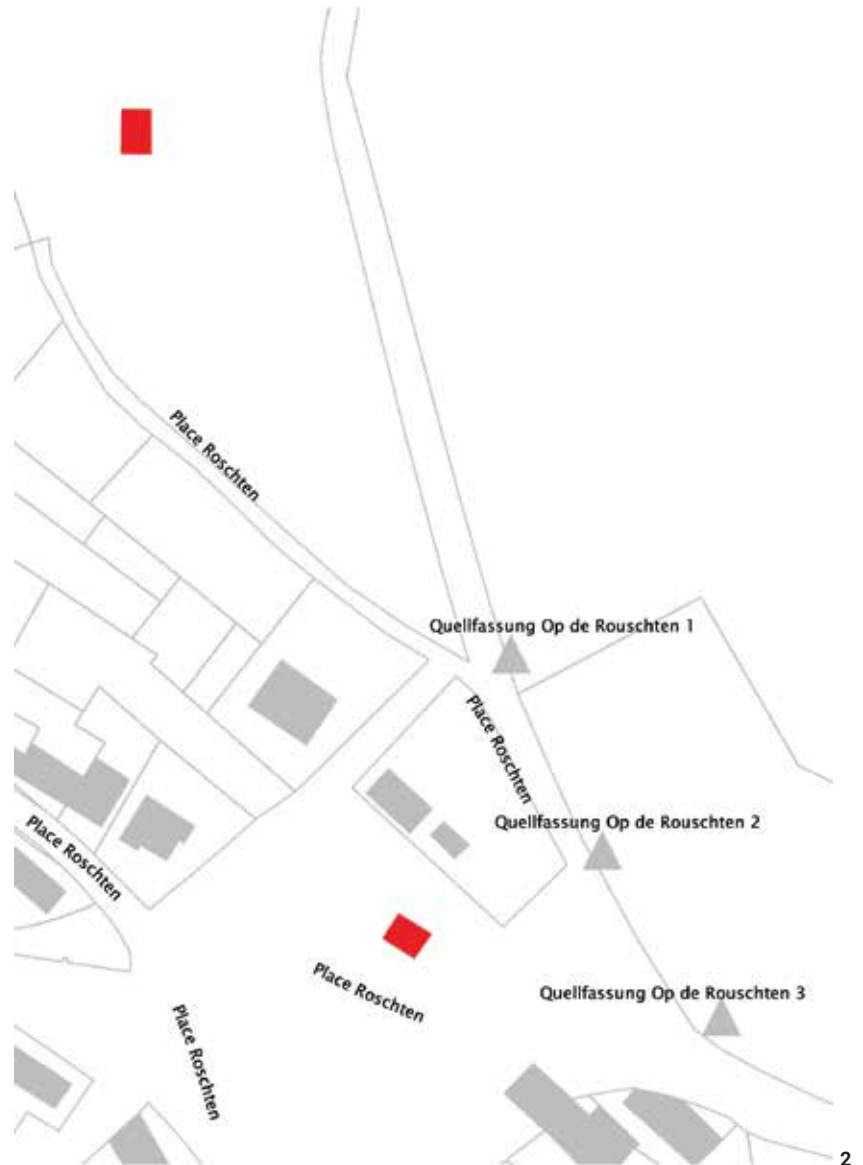 Place Roschten
Quellfassung Op de Rouschten 1
Place Roschten
Quellfassung Op de Rouschten 2
Place Roschten
Place Roschten
Quellfassung Op de Rouschten 3
Place Roschten
2